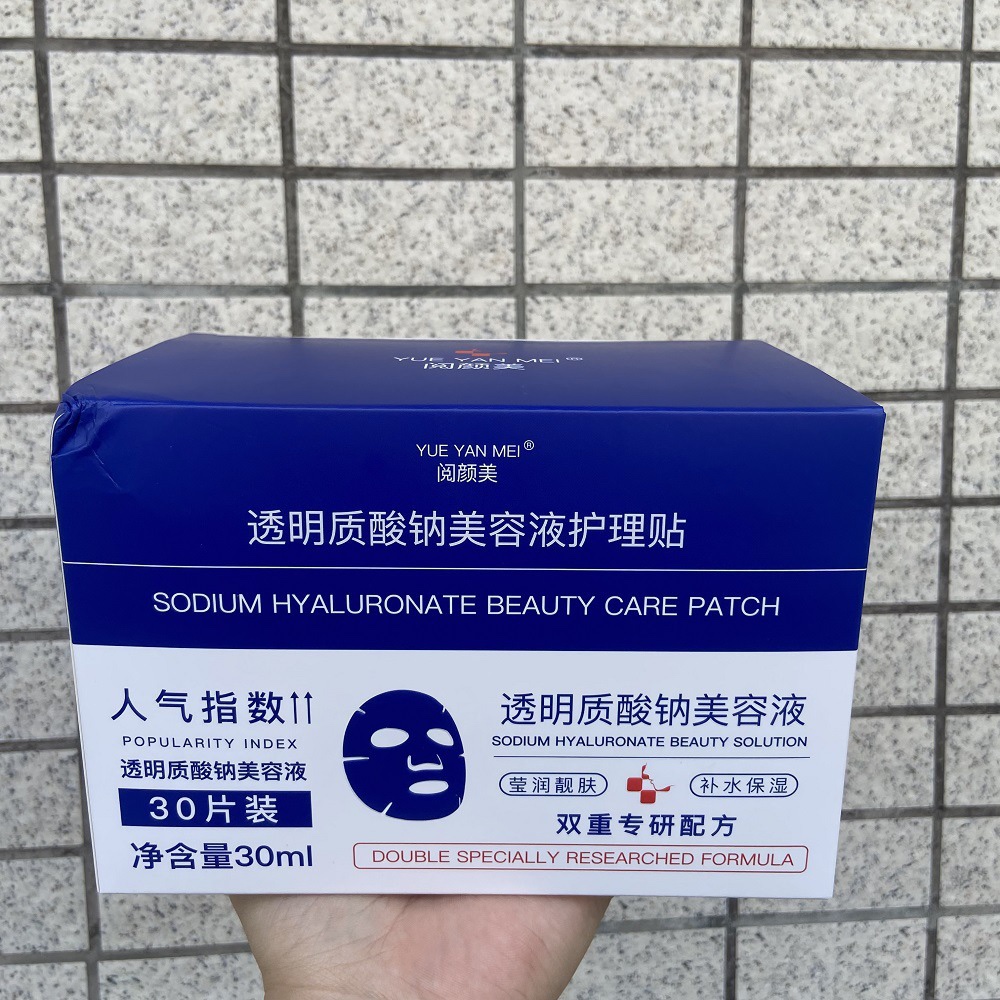 YUE YAN MEI®
阅颜美
YUE YAN MEI®
阅颜美
透明质酸钠美容液护理贴
SODIUM HYALURONATE BEAUTY CARE PATCH
人气指数↑↑
POPULARITY INDEX
透明质酸钠美容液
30片装
净含量30ml
透明质酸钠美容液
SODIUM HYALURONATE BEAUTY SOLUTION
莹润靓肤
补水保湿
双重专研配方
DOUBLE SPECIALLY RESEARCHED FORMULA